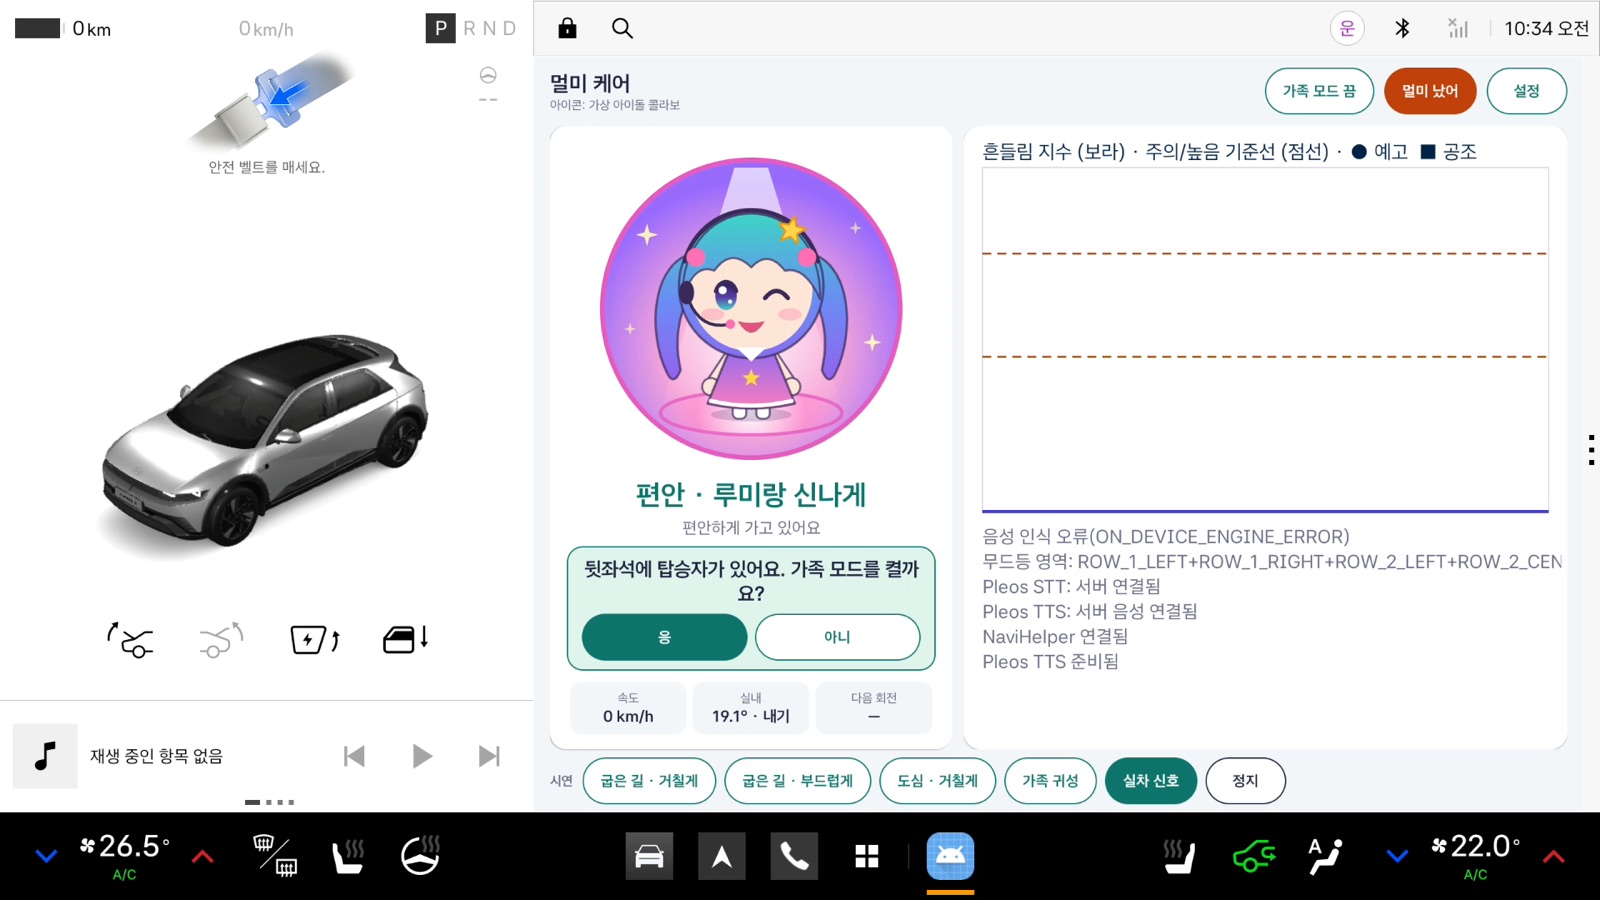 0 km
0 km/h
P R N D
--
안전 벨트를 매세요.
재생 중인 항목 없음
운
10:34 오전
멀미 케어
아이콘: 가상 아이돌 콜라보
가족 모드 끔
멀미 났어
설정
편안 · 루미랑 신나게
편안하게 가고 있어요
뒷좌석에 탑승자가 있어요. 가족 모드를 켤까
요?
응
아니
속도
0 km/h
실내
19.1° · 내기
다음 회전
—
흔들림 지수 (보라) · 주의/높음 기준선 (점선) · ● 예고 ■ 공조
음성 인식 오류(ON_DEVICE_ENGINE_ERROR)
무드등 영역: ROW_1_LEFT+ROW_1_RIGHT+ROW_2_LEFT+ROW_2_CEN
Pleos STT: 서버 연결됨
Pleos TTS: 서버 음성 연결됨
NaviHelper 연결됨
Pleos TTS 준비됨
시연
굽은 길 · 거칠게
굽은 길 · 부드럽게
도심 · 거칠게
가족 귀성
실차 신호
정지
26.5°
A/C
A
22.0°
A/C